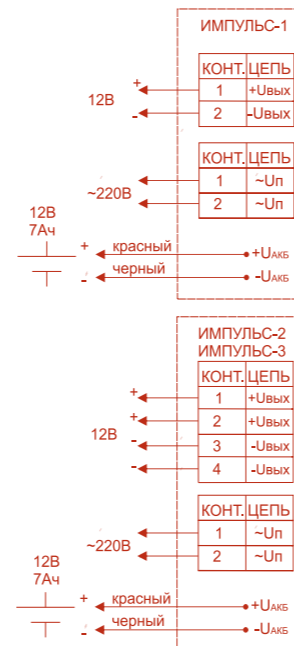 ИМПУЛЬС-1
КОНТ. ЦЕПЬ
+ 1 +Uвых
12В
- 2 -Uвых
КОНТ. ЦЕПЬ
1 ~Uп
~220В
2 ~Uп
12В
7Ач
+ красный +UАКБ
- черный -UАКБ
ИМПУЛЬС-2
ИМПУЛЬС-3
КОНТ. ЦЕПЬ
+ 1 +Uвых
+ 2 +Uвых
12В
- 3 -Uвых
- 4 -Uвых
КОНТ. ЦЕПЬ
1 ~Uп
~220В
2 ~Uп
12В
7Ач
+ красный +UАКБ
- черный -UАКБ